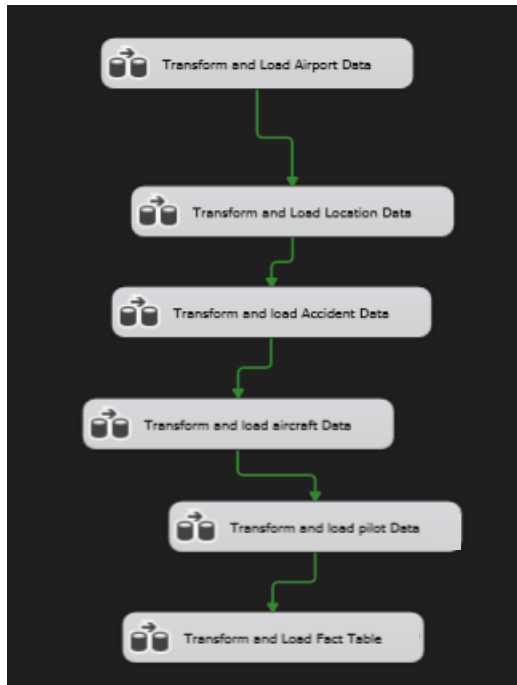 Transform and Load Airport Data
Transform and Load Location Data
Transform and load Accident Data
Transform and load aircraft Data
Transform and load pilot Data
Transform and Load Fact Table